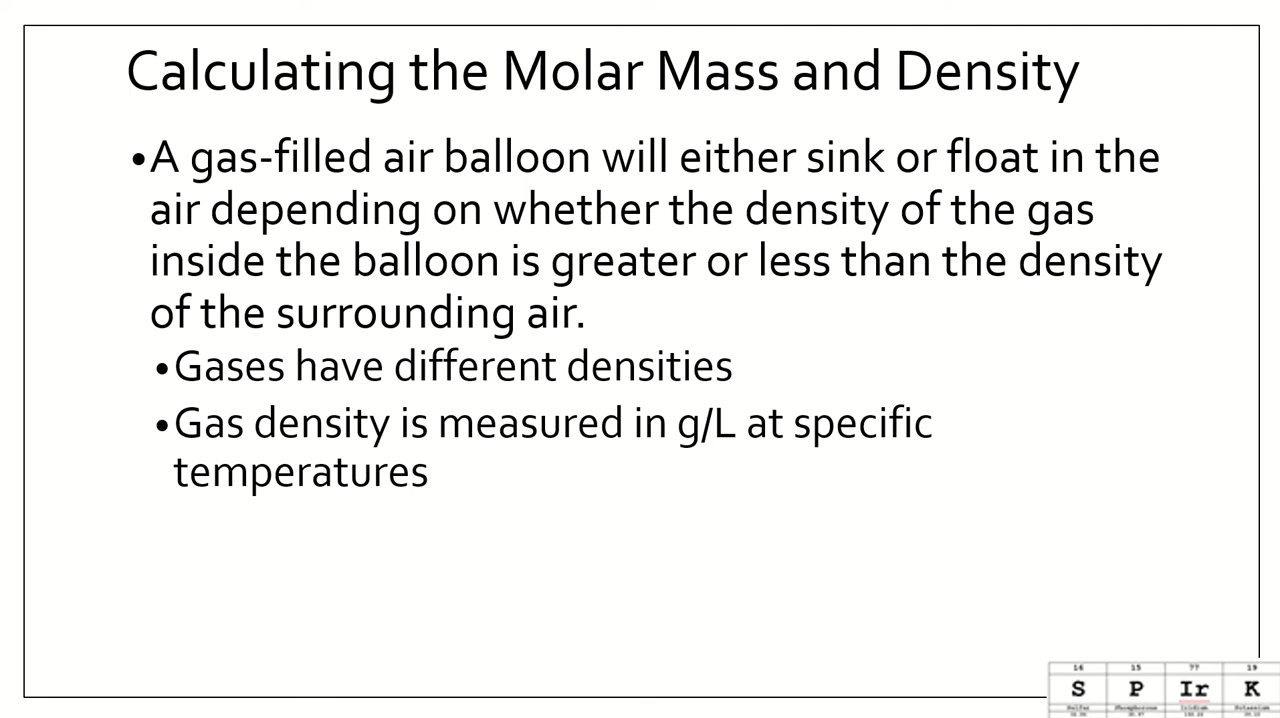 Calculating the Molar Mass and Density
•A gas-filled air balloon will either sink or float in the
air depending on whether the density of the gas
inside the balloon is greater or less than the density
of the surrounding air.
•Gases have different densities
•Gas density is measured in g/L at specific
temperatures
15 77 19
S P Ir K
Sulfur Phosphorous Iridium Potassium